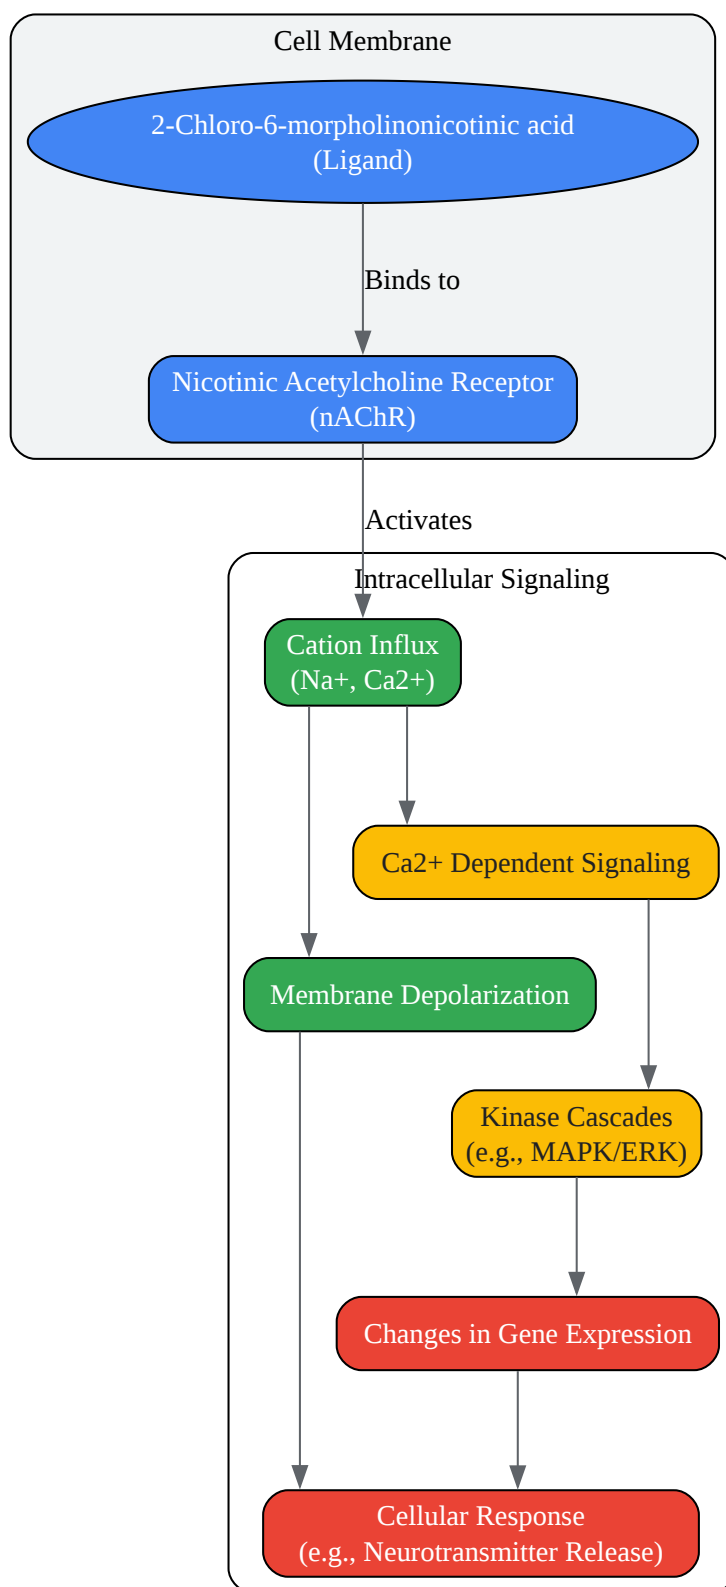 Cell Membrane
2-Chloro-6-morpholinonicotinic acid
(Ligand)
Binds to
Nicotinic Acetylcholine Receptor
(nAChR)
Activates
Intracellular Signaling
Cation Influx
(Na+, Ca2+)
Ca2+ Dependent Signaling
Membrane Depolarization
Kinase Cascades
(e.g., MAPK/ERK)
Changes in Gene Expression
Cellular Response
(e.g., Neurotransmitter Release)